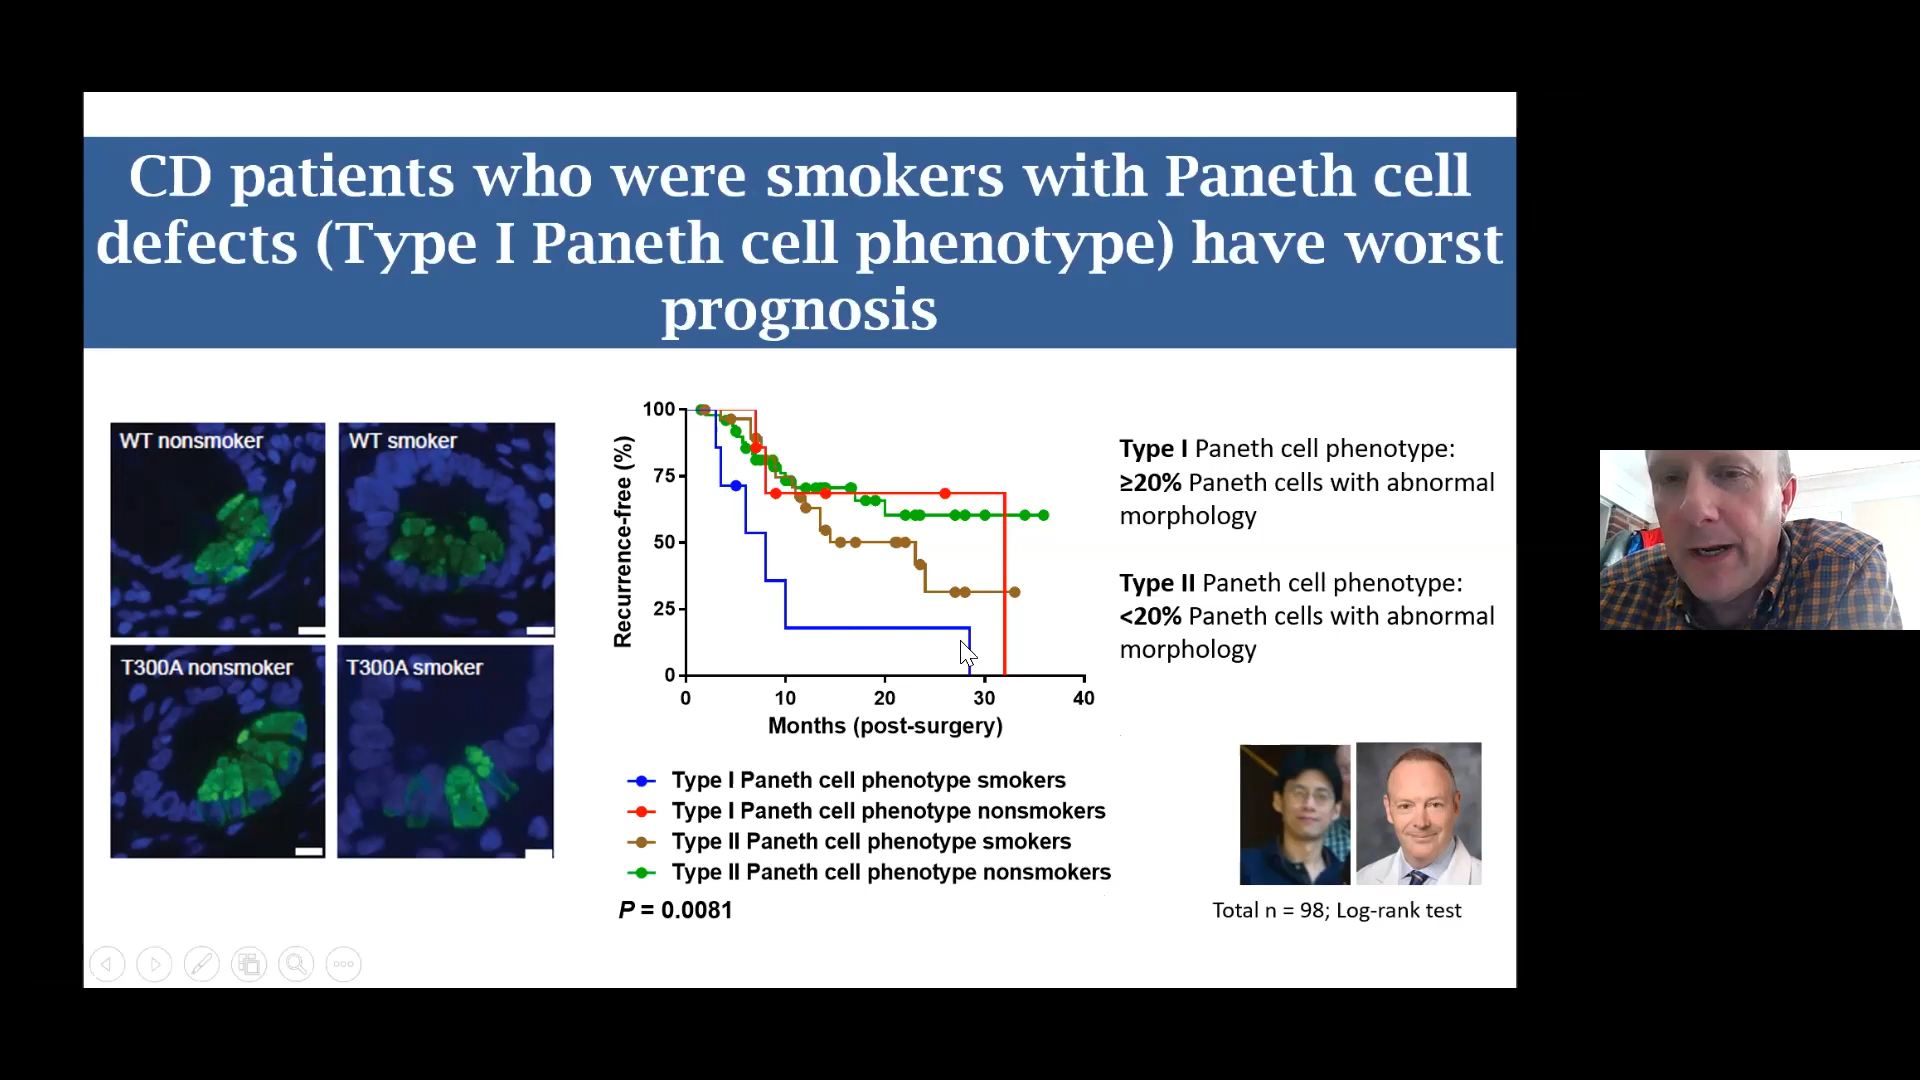 CD patients who were smokers with Paneth cell
defects (Type I Paneth cell phenotype) have worst
prognosis
WT nonsmoker
WT smoker
T300A nonsmoker
T300A smoker
Recurrence-free (%)
100
75
50
25
0
0 10 20 30 40
Months (post-surgery)
Type I Paneth cell phenotype smokers
Type I Paneth cell phenotype nonsmokers
Type II Paneth cell phenotype smokers
Type II Paneth cell phenotype nonsmokers
P = 0.0081
Type I Paneth cell phenotype:
≥20% Paneth cells with abnormal
morphology
Type II Paneth cell phenotype:
<20% Paneth cells with abnormal
morphology
Total n = 98; Log-rank test